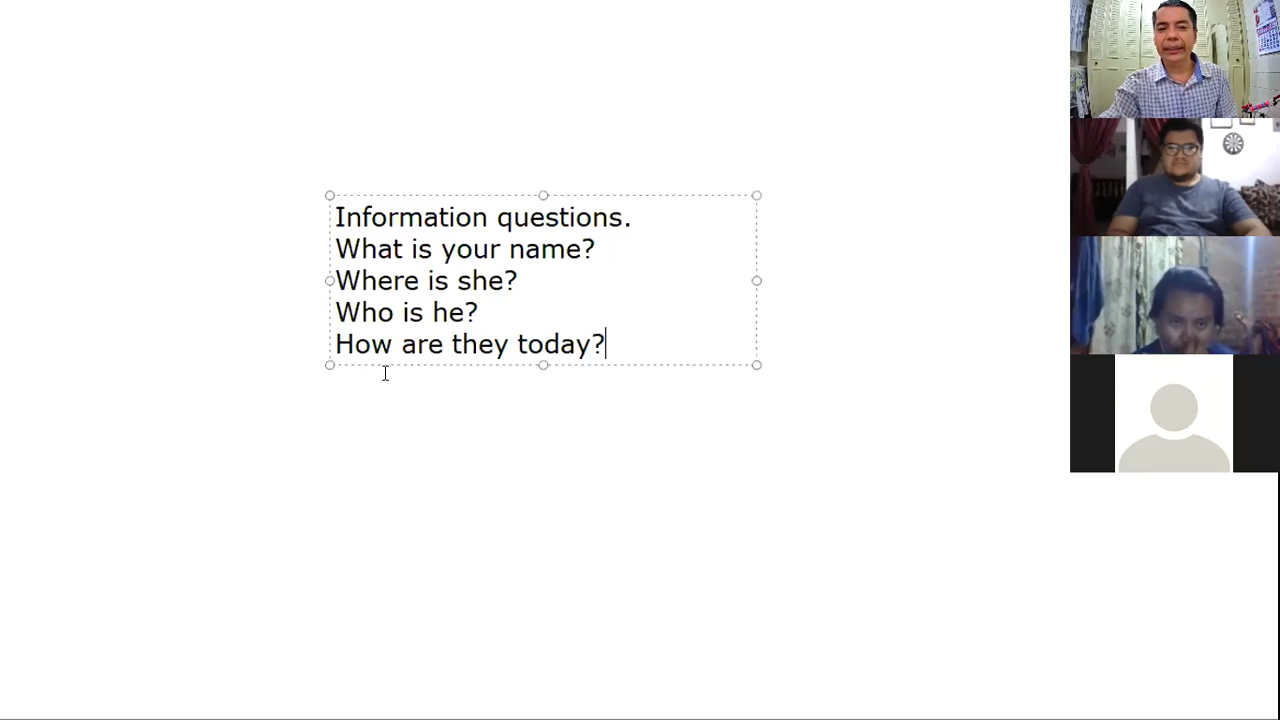 Information questions.
What is your name?
Where is she?
Who is he?
How are they today?